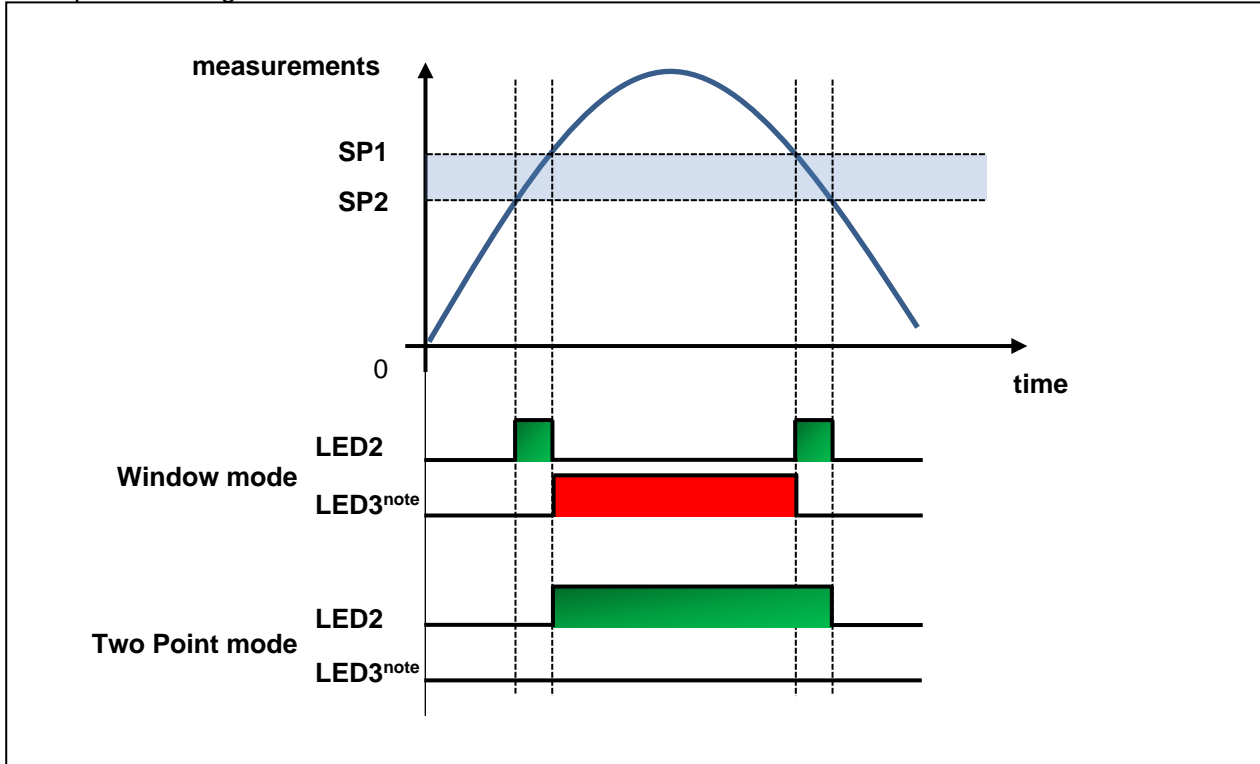 measurements
SP1
SP2
0
time
LED2
Window mode
LED3note
LED2
Two Point mode
LED3note